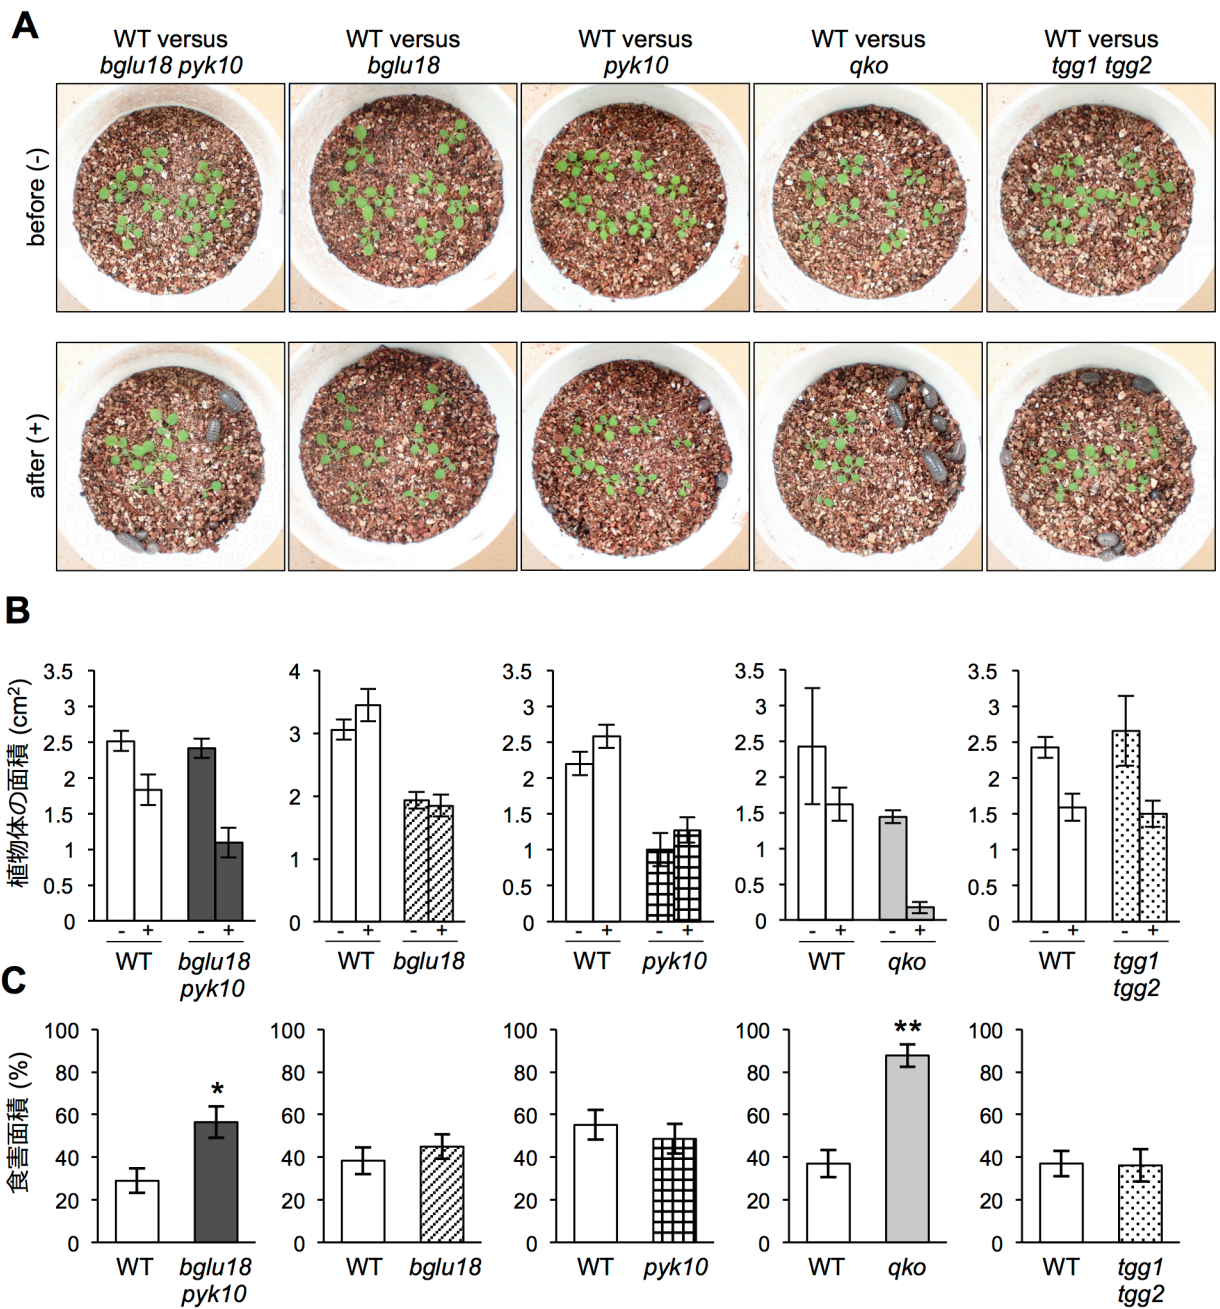 A
WT versus
bglu18 pyk10
WT versus
bglu18
WT versus
pyk10
WT versus
qko
WT versus
tgg1 tgg2
before (-)
after (+)
B
植物体の面積 (cm²)
3.5
3
2.5
2
1.5
1
0.5
0
- + - +
WT
bglu18
pyk10
4
3
2
1
0
- + - +
WT
bglu18
3.5
3
2.5
2
1.5
1
0.5
0
- + - +
WT
pyk10
3.5
3
2.5
2
1.5
1
0.5
0
- + - +
WT
qko
3.5
3
2.5
2
1.5
1
0.5
0
- + - +
WT
tgg1
tgg2
C
食害面積 (%)
100
80
60
40
20
0
*
WT
bglu18
pyk10
100
80
60
40
20
0
WT
bglu18
100
80
60
40
20
0
WT
pyk10
100
80
60
40
20
0
**
WT
qko
100
80
60
40
20
0
WT
tgg1
tgg2